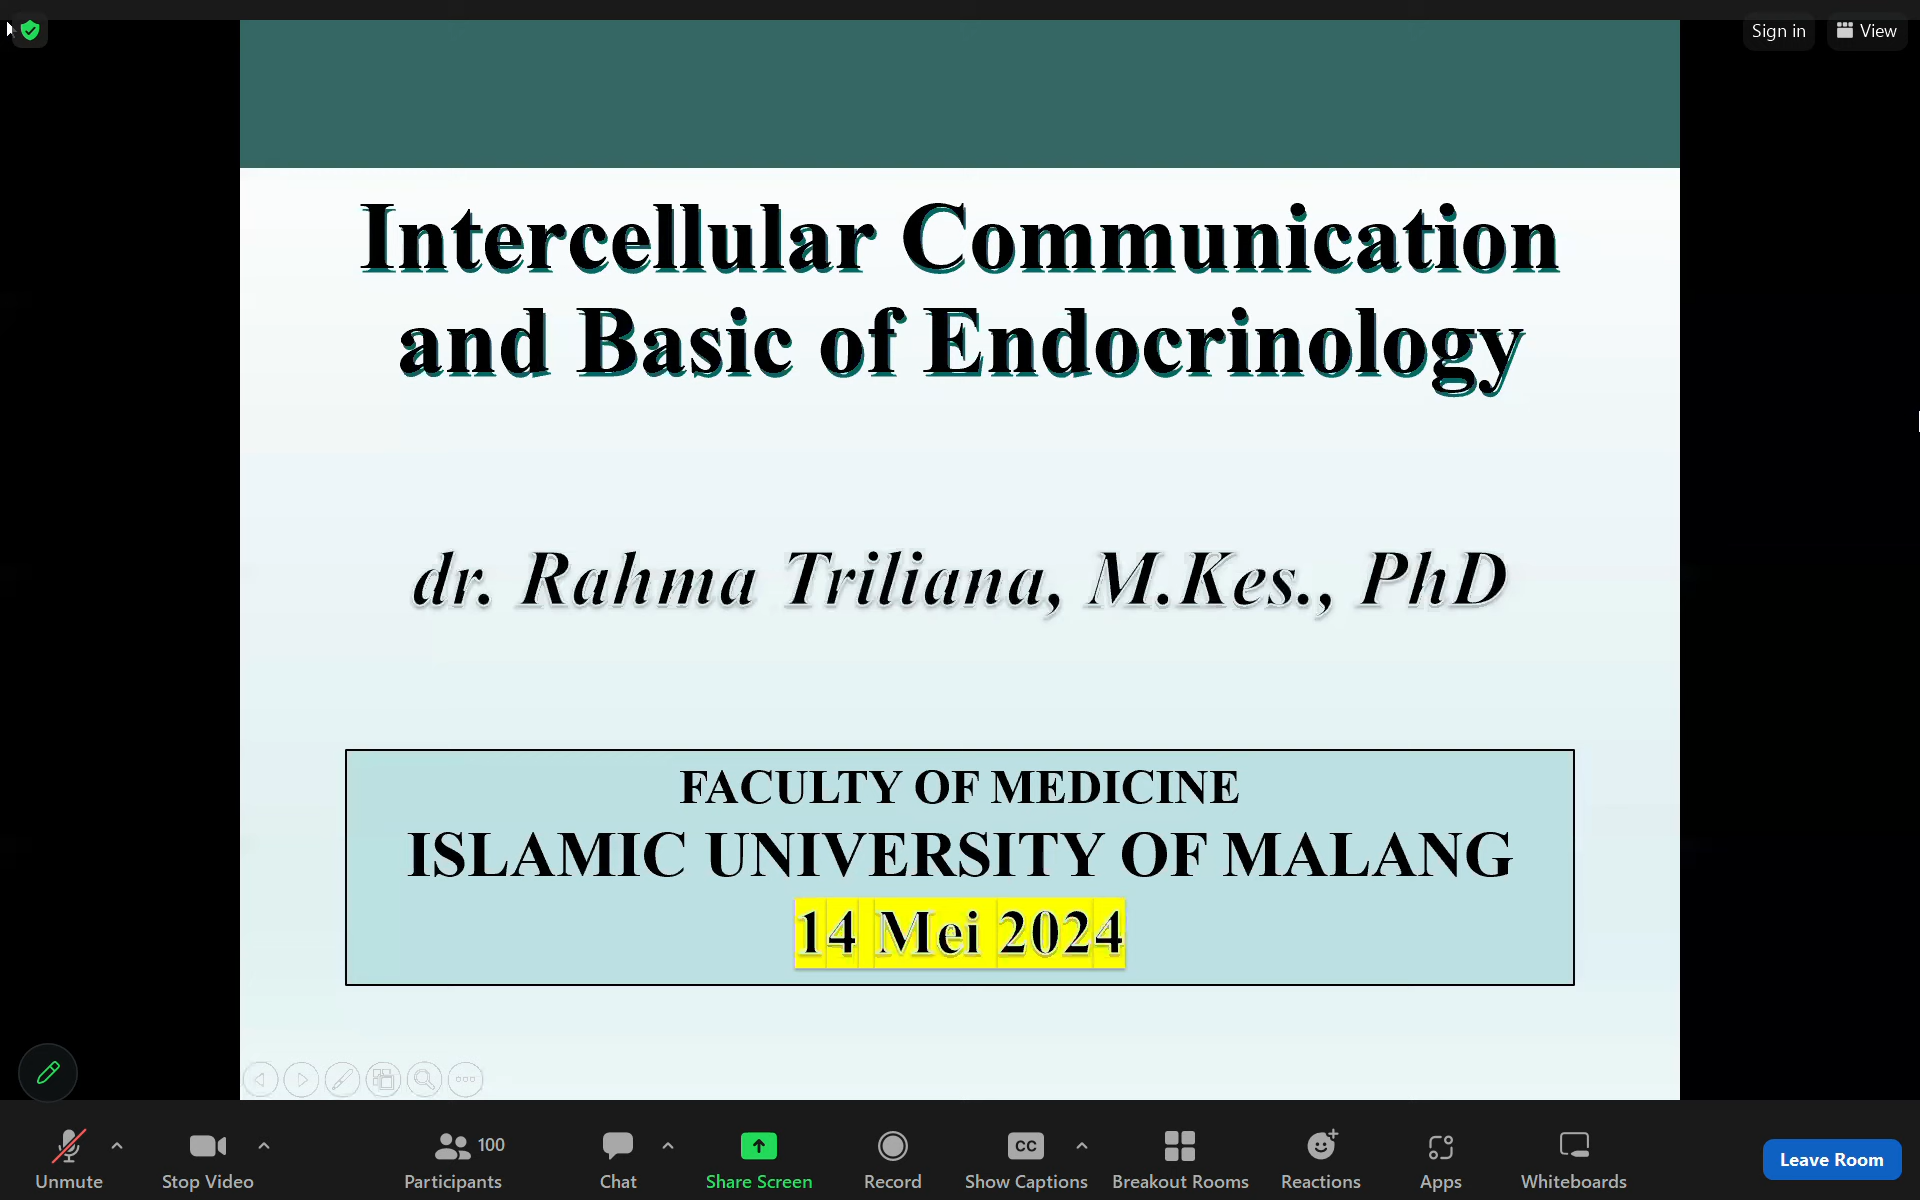 Sign in
View
Intercellular Communication
and Basic of Endocrinology
dr. Rahma Triliana, M.Kes., PhD
FACULTY OF MEDICINE
ISLAMIC UNIVERSITY OF MALANG
14 Mei 2024
Unmute
Stop Video
100
Participants
Chat
Share Screen
Record
CC
Show Captions
Breakout Rooms
Reactions
Apps
Whiteboards
Leave Room